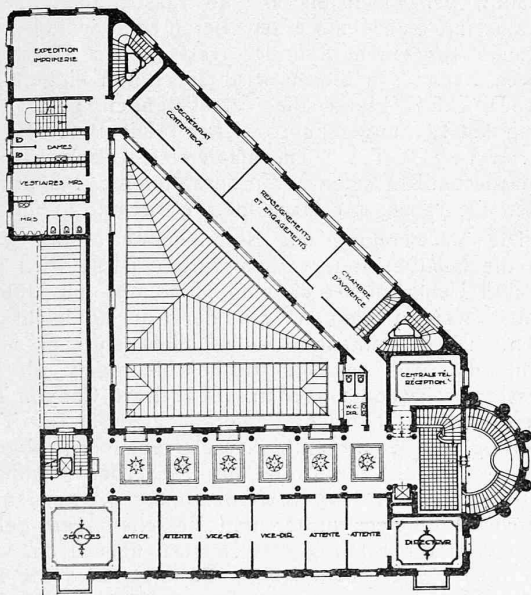 EXPEDITION
IMPRIMERIE
DAMES
VESTIAIRES MRS
MRS
SECRÉTARIAT
CONTENTIEUX
RENSEIGNEMENTS
ET ENGAGEMENTS
CHAMBRE
D'AUDIENCE
CENTRALE TÉL.
RÉCEPTION.
W.C.
DIR.
SÉANCES
ANTICH.
ATTENTE
VICE-DIR.
VICE-DIR.
ATTENTE
ATTENTE
DIRECTEUR